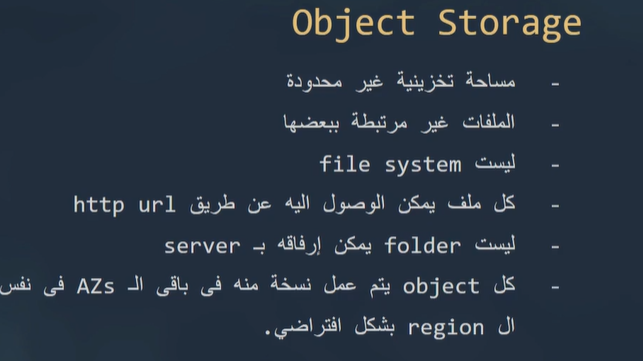 Object Storage
- مساحة تخزينية غير محدودة
- الملفات غير مرتبطة ببعضها
- ليست file system
- كل ملف يمكن الوصول اليه عن طريق http url
- ليست folder يمكن إرفاقه بـ server
- كل object يتم عمل نسخة منه فى باقى الـ AZs فى نفس
ال region بشكل افتراضي.